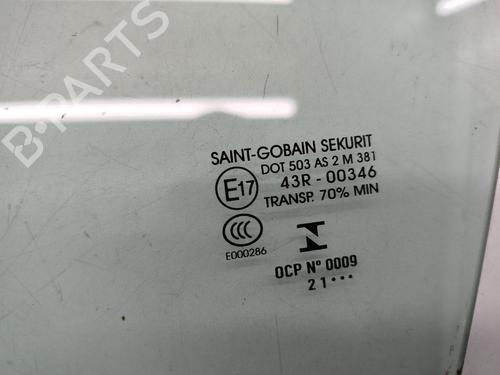 B-PARTS
SAINT-GOBAIN SEKURIT
DOT 503 AS 2 M 381
E17
43R - 00346
TRANSP. 70% MIN
CCC
E000286
OCP Nº 0009
21•••